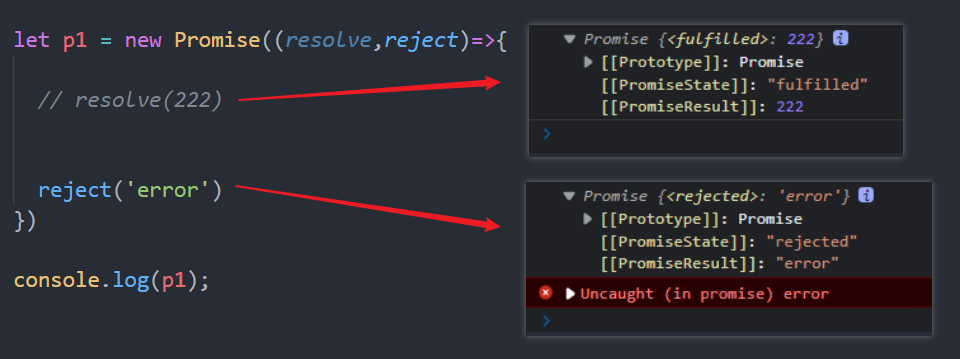 let p1 = new Promise((resolve,reject)=>{
// resolve(222)
reject('error')
})
console.log(p1);
Promise {<fulfilled>: 222} i
[[Prototype]]: Promise
[[PromiseState]]: "fulfilled"
[[PromiseResult]]: 222
>
Promise {<rejected>: 'error'} i
[[Prototype]]: Promise
[[PromiseState]]: "rejected"
[[PromiseResult]]: "error"
Uncaught (in promise) error
>